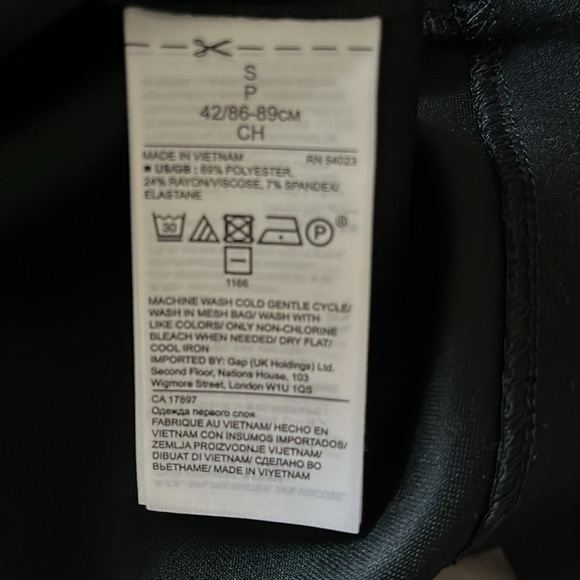 S
P
42/86-89CM
CH
MADE IN VIETNAM RN 54023
■ US/GB : 69% POLYESTER,
24% RAYON/VISCOSE, 7% SPANDEX/
ELASTANE
30 P ®
1166
MACHINE WASH COLD GENTLE CYCLE/
WASH IN MESH BAG/ WASH WITH
LIKE COLORS/ ONLY NON-CHLORINE
BLEACH WHEN NEEDED/ DRY FLAT/
COOL IRON
IMPORTED BY: Gap (UK Holdings) Ltd.
Second Floor, Nations House, 103
Wigmore Street, London W1U 1QS
CA 17897
Одежда первого слоя
FABRIQUE AU VIETNAM/ HECHO EN
VIETNAM CON INSUMOS IMPORTADOS/
ZEMLJA PROIZVODNJE VIJETNAM/
DIBUAT DI VIETNAM/ СДЕЛАНО ВО
ВЬЕТНАМЕ/ MADE IN VIYETNAM